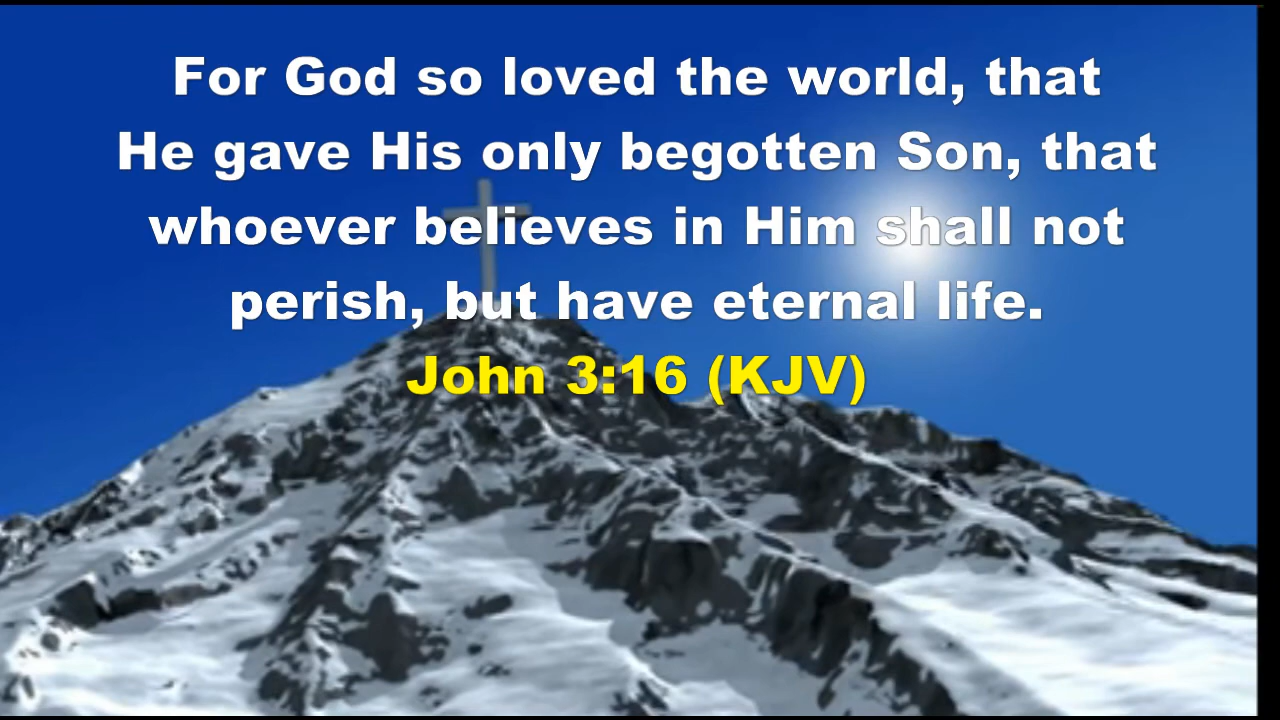 For God so loved the world, that
He gave His only begotten Son, that
whoever believes in Him shall not
perish, but have eternal life.
John 3:16 (KJV)